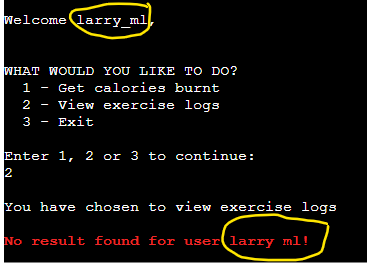 Welcome larry_ml,
WHAT WOULD YOU LIKE TO DO?
1 - Get calories burnt
2 - View exercise logs
3 - Exit
Enter 1, 2 or 3 to continue:
2
You have chosen to view exercise logs
No result found for user larry ml!